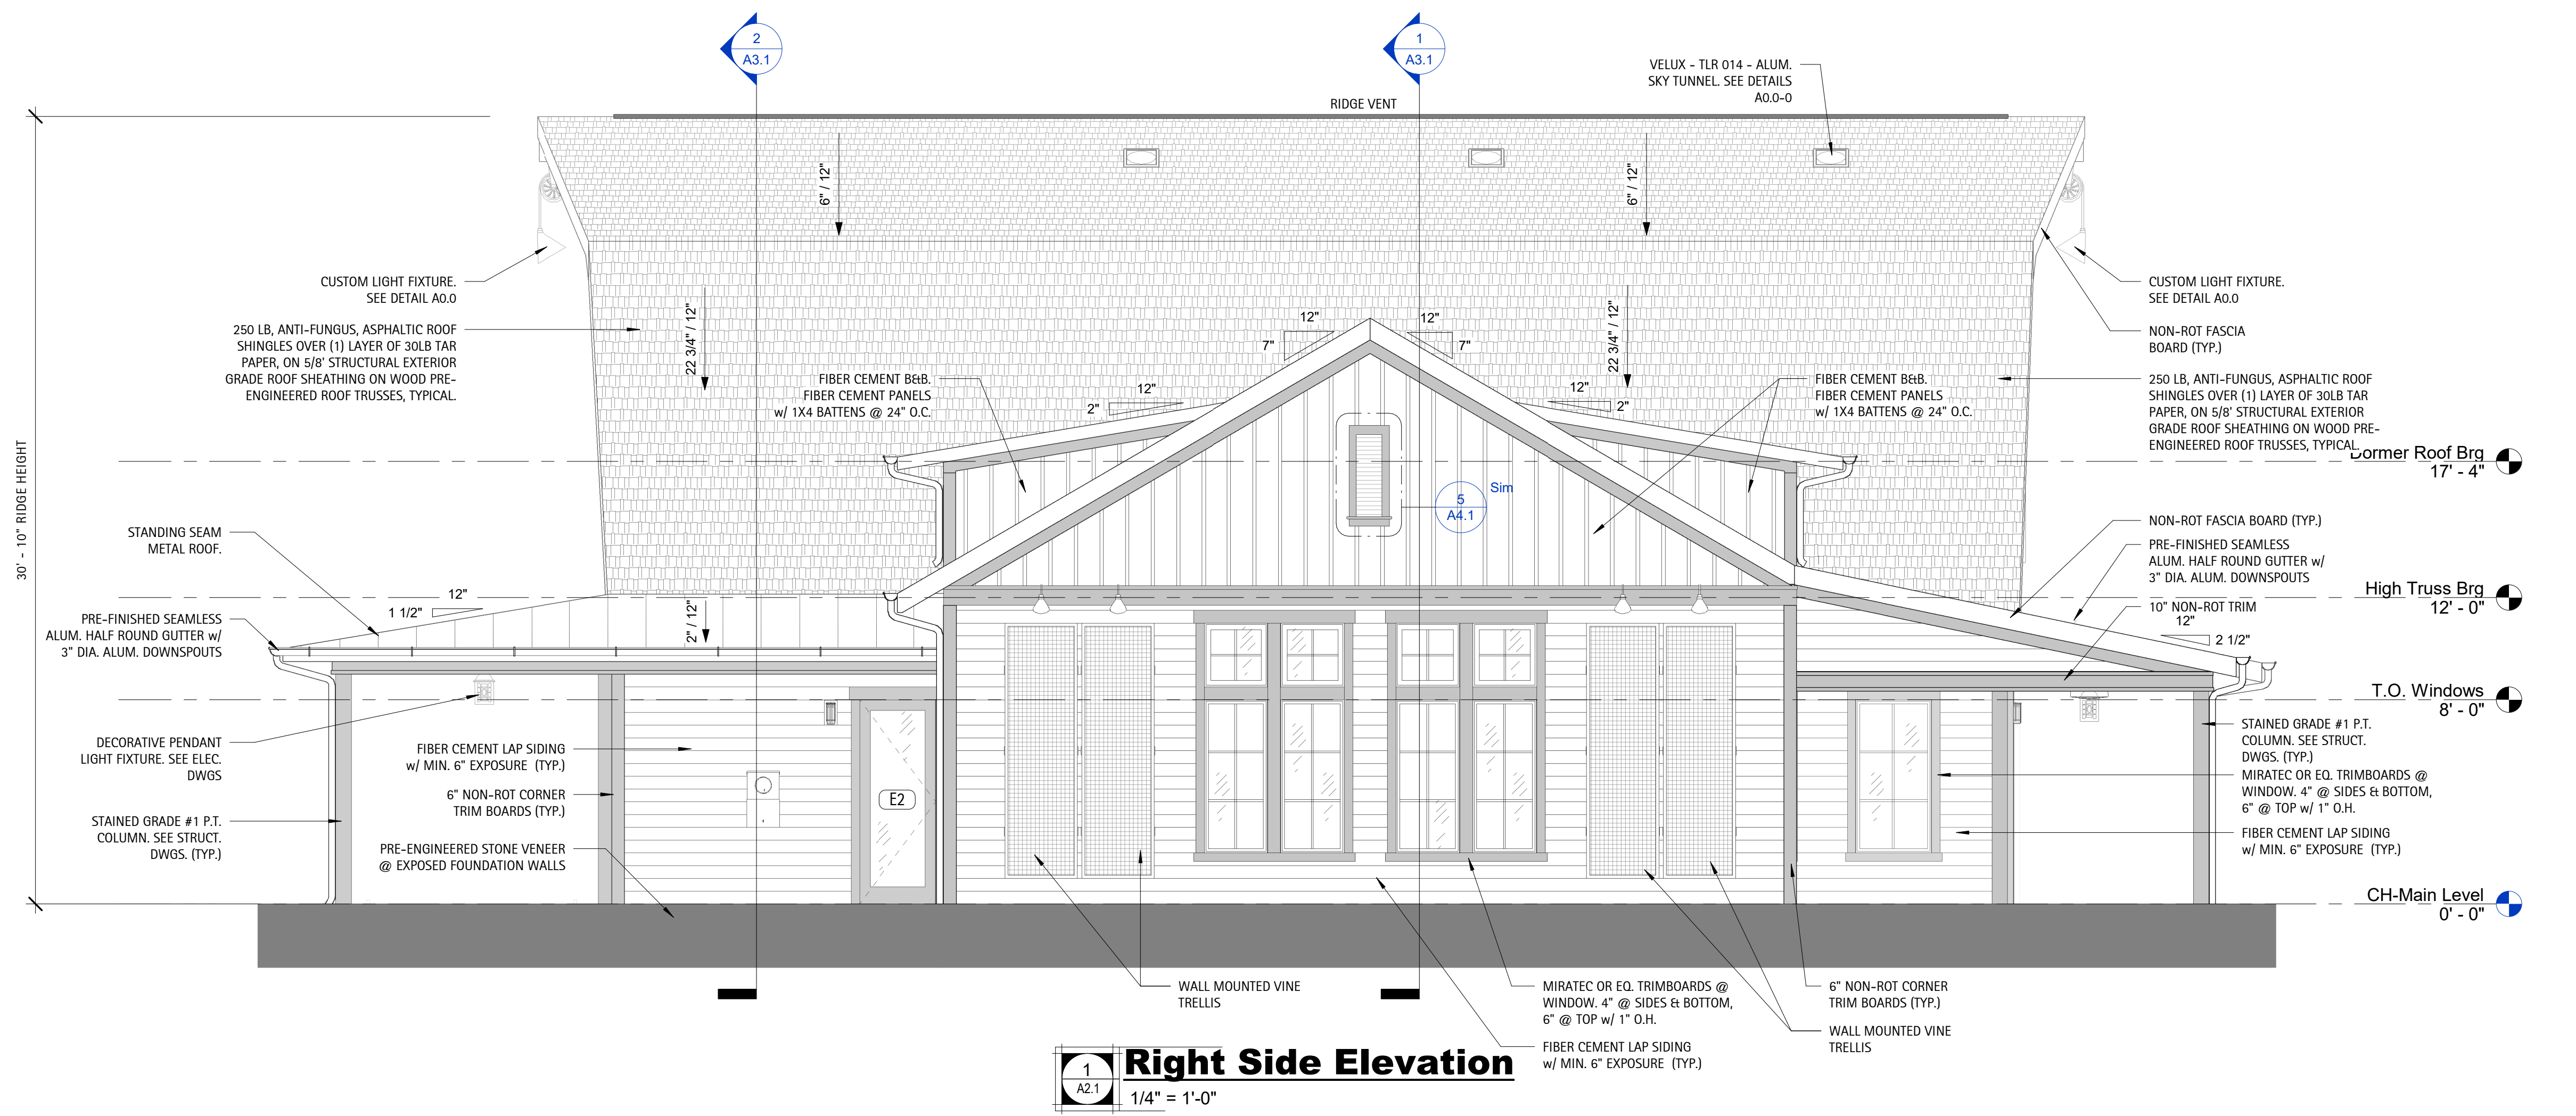 2
A3.1
1
A3.1
VELUX - TLR 014 - ALUM.
SKY TUNNEL. SEE DETAILS
A0.0-0
RIDGE VENT
6" / 12"
6" / 12"
30' - 10" RIDGE HEIGHT
CUSTOM LIGHT FIXTURE.
SEE DETAIL A0.0
250 LB, ANTI-FUNGUS, ASPHALTIC ROOF
SHINGLES OVER (1) LAYER OF 30LB TAR
PAPER, ON 5/8' STRUCTURAL EXTERIOR
GRADE ROOF SHEATHING ON WOOD PRE-
ENGINEERED ROOF TRUSSES, TYPICAL.
22 3/4" / 12"
FIBER CEMENT B&B.
FIBER CEMENT PANELS
w/ 1X4 BATTENS @ 24" O.C.
12"
2"
12"
7"
12"
7"
12"
2"
22 3/4" / 12"
FIBER CEMENT B&B.
FIBER CEMENT PANELS
w/ 1X4 BATTENS @ 24" O.C.
CUSTOM LIGHT FIXTURE.
SEE DETAIL A0.0
NON-ROT FASCIA
BOARD (TYP.)
250 LB, ANTI-FUNGUS, ASPHALTIC ROOF
SHINGLES OVER (1) LAYER OF 30LB TAR
PAPER, ON 5/8' STRUCTURAL EXTERIOR
GRADE ROOF SHEATHING ON WOOD PRE-
ENGINEERED ROOF TRUSSES, TYPICAL.
Dormer Roof Brg
17' - 4"
5
A4.1
Sim
STANDING SEAM
METAL ROOF.
12"
1 1/2"
2" / 12"
PRE-FINISHED SEAMLESS
ALUM. HALF ROUND GUTTER w/
3" DIA. ALUM. DOWNSPOUTS
NON-ROT FASCIA BOARD (TYP.)
PRE-FINISHED SEAMLESS
ALUM. HALF ROUND GUTTER w/
3" DIA. ALUM. DOWNSPOUTS
High Truss Brg
12' - 0"
10" NON-ROT TRIM
12"
2 1/2"
T.O. Windows
8' - 0"
DECORATIVE PENDANT
LIGHT FIXTURE. SEE ELEC.
DWGS
FIBER CEMENT LAP SIDING
w/ MIN. 6" EXPOSURE (TYP.)
6" NON-ROT CORNER
TRIM BOARDS (TYP.)
STAINED GRADE #1 P.T.
COLUMN. SEE STRUCT.
DWGS. (TYP.)
PRE-ENGINEERED STONE VENEER
@ EXPOSED FOUNDATION WALLS
E2
STAINED GRADE #1 P.T.
COLUMN. SEE STRUCT.
DWGS. (TYP.)
MIRATEC OR EQ. TRIMBOARDS @
WINDOW. 4" @ SIDES & BOTTOM,
6" @ TOP w/ 1" O.H.
FIBER CEMENT LAP SIDING
w/ MIN. 6" EXPOSURE (TYP.)
CH-Main Level
0' - 0"
WALL MOUNTED VINE
TRELLIS
MIRATEC OR EQ. TRIMBOARDS @
WINDOW. 4" @ SIDES & BOTTOM,
6" @ TOP w/ 1" O.H.
FIBER CEMENT LAP SIDING
w/ MIN. 6" EXPOSURE (TYP.)
6" NON-ROT CORNER
TRIM BOARDS (TYP.)
WALL MOUNTED VINE
TRELLIS
1
A2.1
Right Side Elevation
1/4" = 1'-0"